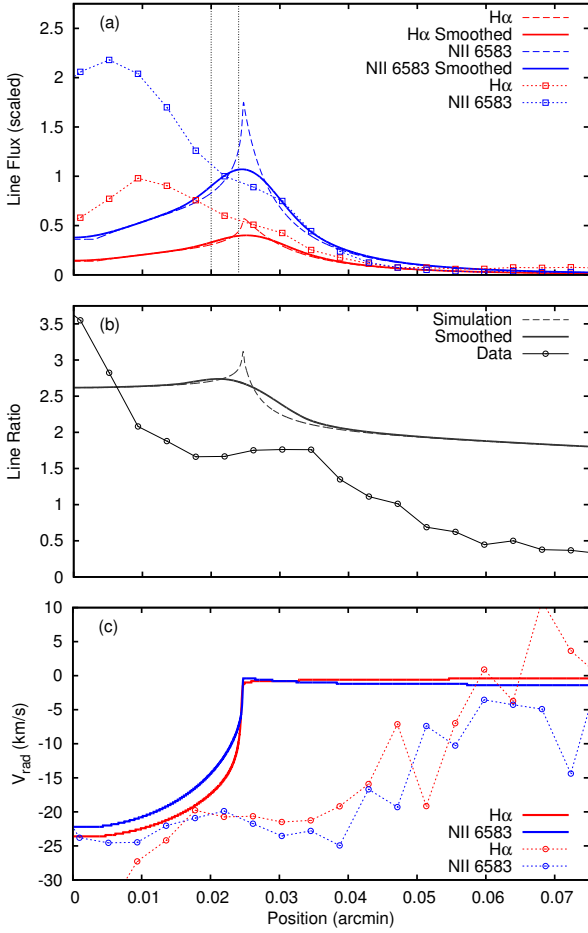 (a)
Hα
Hα Smoothed
NII 6583
NII 6583 Smoothed
Hα
NII 6583
Line Flux (scaled)
2.5
2
1.5
1
0.5
0
(b)
Simulation
Smoothed
Data
Line Ratio
3.5
3
2.5
2
1.5
1
0.5
0
(c)
Hα
NII 6583
Hα
NII 6583
V_rad (km/s)
10
5
0
-5
-10
-15
-20
-25
-30
0 0.01 0.02 0.03 0.04 0.05 0.06 0.07
Position (arcmin)